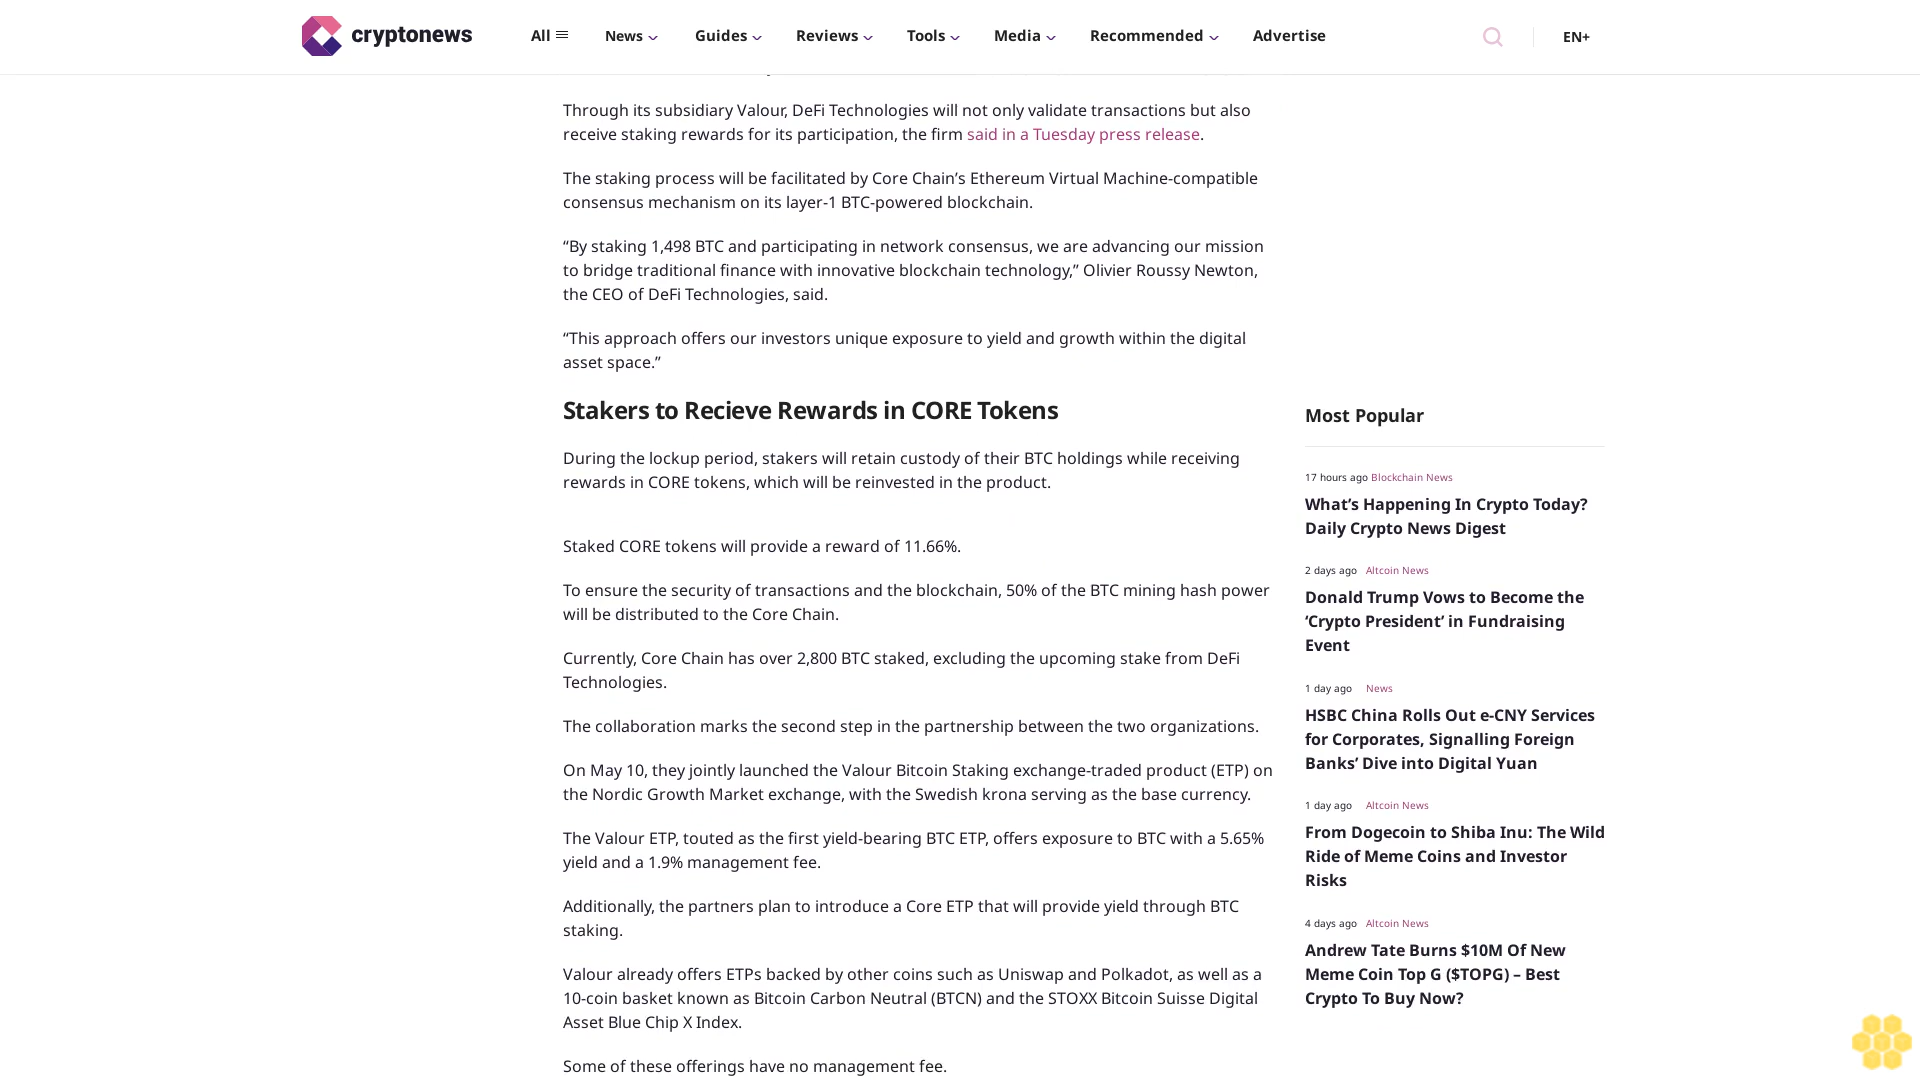 cryptonews
All
News
Guides
Reviews
Tools
Media
Recommended
Advertise
EN+
Through its subsidiary Valour, DeFi Technologies will not only validate transactions but also
receive staking rewards for its participation, the firm said in a Tuesday press release.
The staking process will be facilitated by Core Chain’s Ethereum Virtual Machine-compatible
consensus mechanism on its layer-1 BTC-powered blockchain.
“By staking 1,498 BTC and participating in network consensus, we are advancing our mission
to bridge traditional finance with innovative blockchain technology,” Olivier Roussy Newton,
the CEO of DeFi Technologies, said.
“This approach offers our investors unique exposure to yield and growth within the digital
asset space.”
Stakers to Recieve Rewards in CORE Tokens
During the lockup period, stakers will retain custody of their BTC holdings while receiving
rewards in CORE tokens, which will be reinvested in the product.
Staked CORE tokens will provide a reward of 11.66%.
To ensure the security of transactions and the blockchain, 50% of the BTC mining hash power
will be distributed to the Core Chain.
Currently, Core Chain has over 2,800 BTC staked, excluding the upcoming stake from DeFi
Technologies.
The collaboration marks the second step in the partnership between the two organizations.
On May 10, they jointly launched the Valour Bitcoin Staking exchange-traded product (ETP) on
the Nordic Growth Market exchange, with the Swedish krona serving as the base currency.
The Valour ETP, touted as the first yield-bearing BTC ETP, offers exposure to BTC with a 5.65%
yield and a 1.9% management fee.
Additionally, the partners plan to introduce a Core ETP that will provide yield through BTC
staking.
Valour already offers ETPs backed by other coins such as Uniswap and Polkadot, as well as a
10-coin basket known as Bitcoin Carbon Neutral (BTCN) and the STOXX Bitcoin Suisse Digital
Asset Blue Chip X Index.
Some of these offerings have no management fee.
Most Popular
17 hours ago Blockchain News
What’s Happening In Crypto Today?
Daily Crypto News Digest
2 days ago Altcoin News
Donald Trump Vows to Become the
‘Crypto President’ in Fundraising
Event
1 day ago News
HSBC China Rolls Out e-CNY Services
for Corporates, Signalling Foreign
Banks’ Dive into Digital Yuan
1 day ago Altcoin News
From Dogecoin to Shiba Inu: The Wild
Ride of Meme Coins and Investor
Risks
4 days ago Altcoin News
Andrew Tate Burns $10M Of New
Meme Coin Top G ($TOPG) – Best
Crypto To Buy Now?